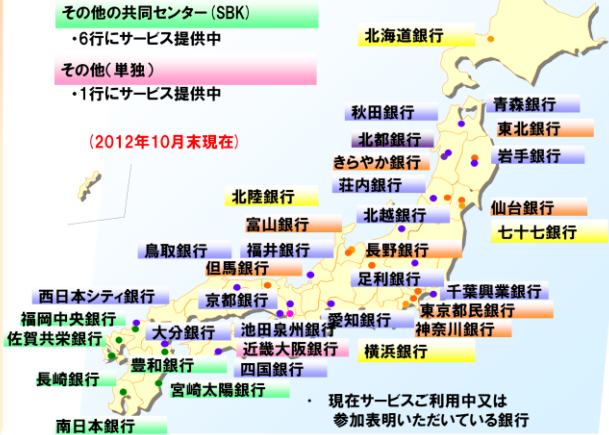 その他の共同センター(SBK)
・6行にサービス提供中
その他(単独)
・1行にサービス提供中
(2012年10月末現在)
北海道銀行
秋田銀行
青森銀行
北都銀行
東北銀行
きらやか銀行
岩手銀行
荘内銀行
北陸銀行
仙台銀行
北越銀行
富山銀行
七十七銀行
鳥取銀行
福井銀行
長野銀行
但馬銀行
足利銀行
西日本シティ銀行
京都銀行
千葉興業銀行
福岡中央銀行
東京都民銀行
大分銀行
池田泉州銀行
愛知銀行
神奈川銀行
佐賀共栄銀行
近畿大阪銀行
横浜銀行
豊和銀行
四国銀行
長崎銀行
宮崎太陽銀行
南日本銀行
・ 現在サービスご利用中又は
参加表明いただいている銀行